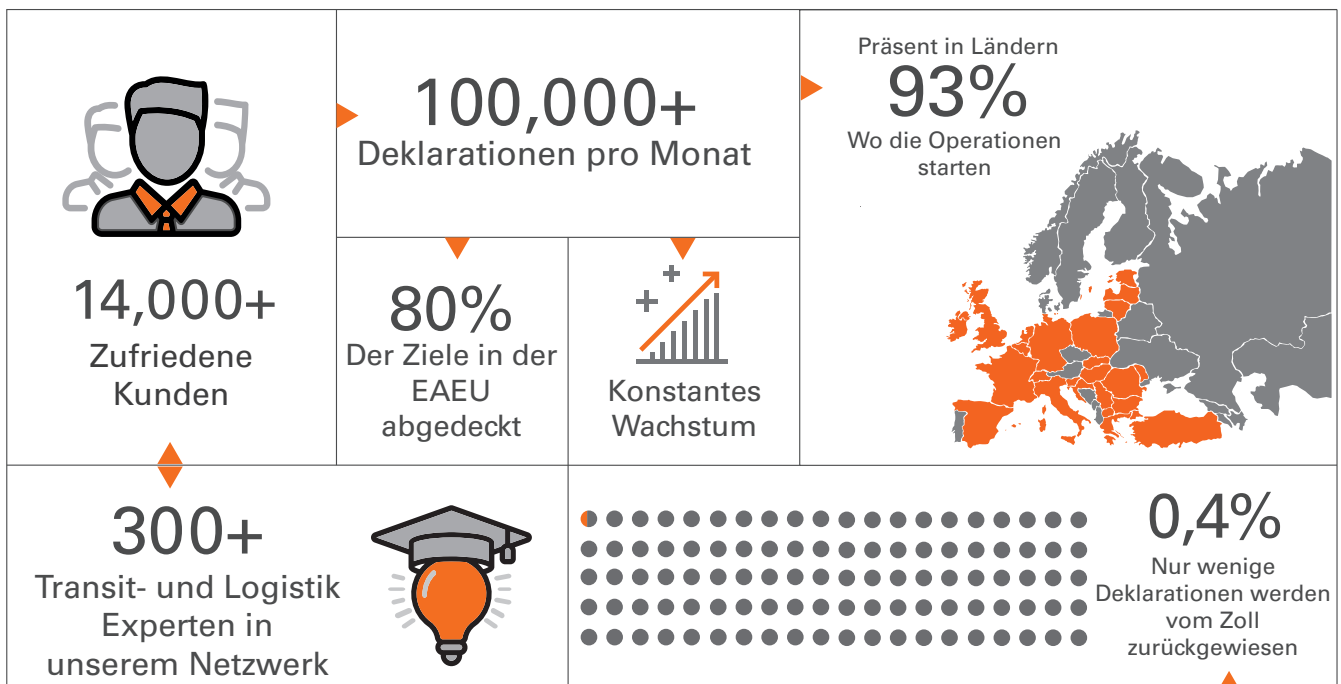 14,000+
Zufriedene
Kunden
100,000+
Deklarationen pro Monat
80%
Der Ziele in der
EAEU
abgedeckt
Konstantes
Wachstum
Präsent in Ländern
93%
Wo die Operationen
starten
300+
Transit- und Logistik
Experten in
unserem Netzwerk
0,4%
Nur wenige
Deklarationen werden
vom Zoll
zurückgewiesen